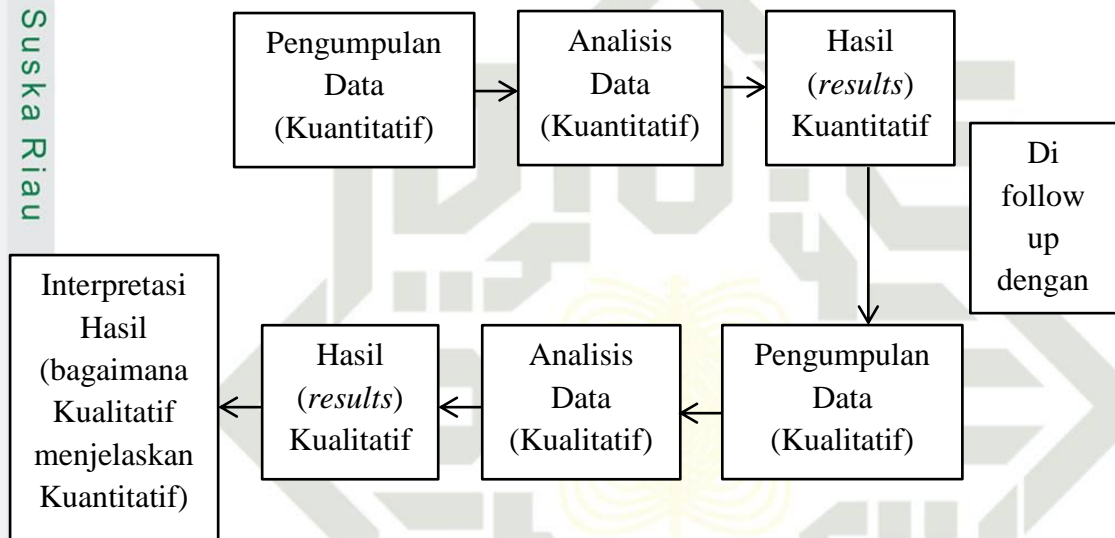 Suska Riau
Pengumpulan
Data
(Kuantitatif)
Analisis
Data
(Kuantitatif)
Hasil
(results)
Kuantitatif
Di
follow
up
dengan
Pengumpulan
Data
(Kualitatif)
Analisis
Data
(Kualitatif)
Hasil
(results)
Kualitatif
Interpretasi
Hasil
(bagaimana
Kualitatif
menjelaskan
Kuantitatif)